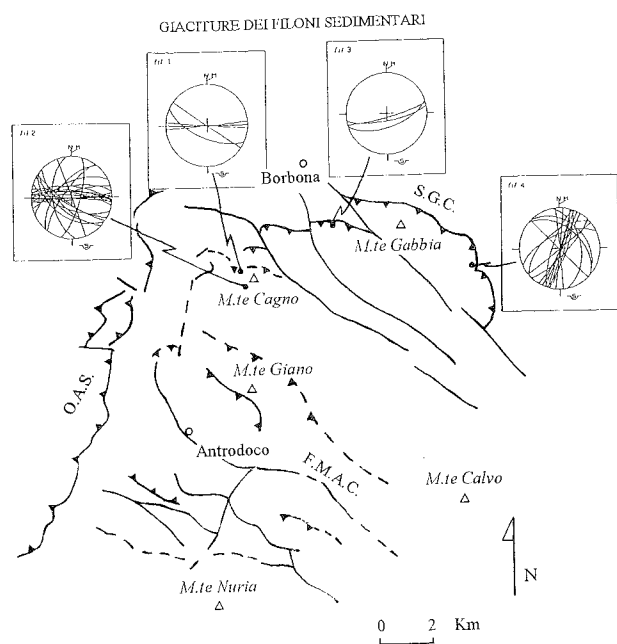 GIACITURE DEI FILONI SEDIMENTARI
fil 1
N.M
fil 3
N.M
fil 2
N.M
Borbona
S.G.C.
fil 4
N.M
M.te Gabbia
M.te Cagno
M.te Giano
O.A.S.
Antrodoco
F.M.A.C.
M.te Calvo
M.te Nuria
N
0 2 Km